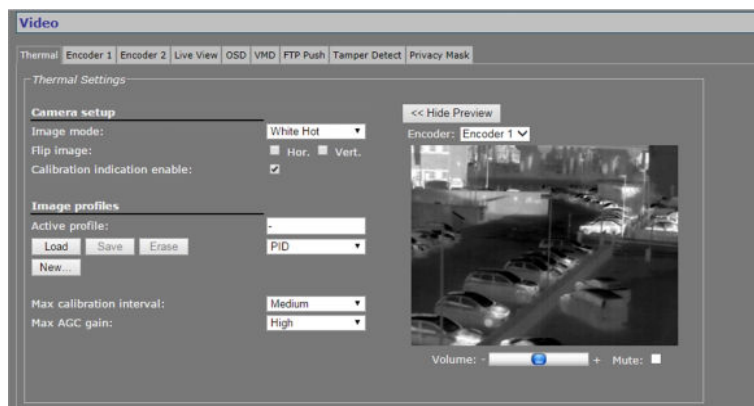 Video
Thermal Encoder 1 Encoder 2 Live View OSD VMD FTP Push Tamper Detect Privacy Mask
Thermal Settings
Camera setup
Image mode: White Hot
Flip image: Hor. Vert.
Calibration indication enable:
Image profiles
Active profile: -
Load Save Erase PID
New...
Max calibration interval: Medium
Max AGC gain: High
<< Hide Preview
Encoder: Encoder 1
Volume: - + Mute: